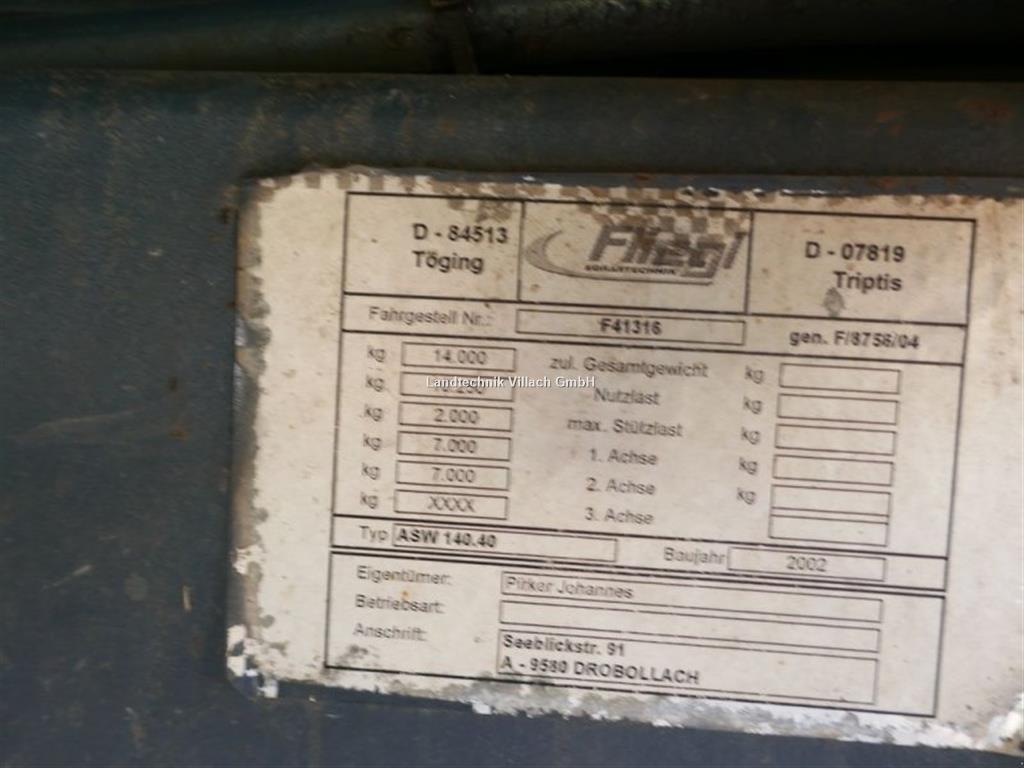 D - 84513
Töging
Fliegl
AGRARTECHNIK
D - 07819
Triptis
Fahrgestell Nr.: F41316 gen. F/8758/04
kg 14.000 zul. Gesamtgewicht kg
kg Nutzlast kg
Landtechnik Villach GmbH
kg 2.000 max. Stützlast kg
kg 7.000 1. Achse kg
kg 7.000 2. Achse kg
kg XXXX 3. Achse
Typ ASW 140.40 Baujahr 2002
Eigentümer: Pirker Johannes
Betriebsart:
Anschrift: Seeblickstr. 91
A - 9580 DROBOLLACH